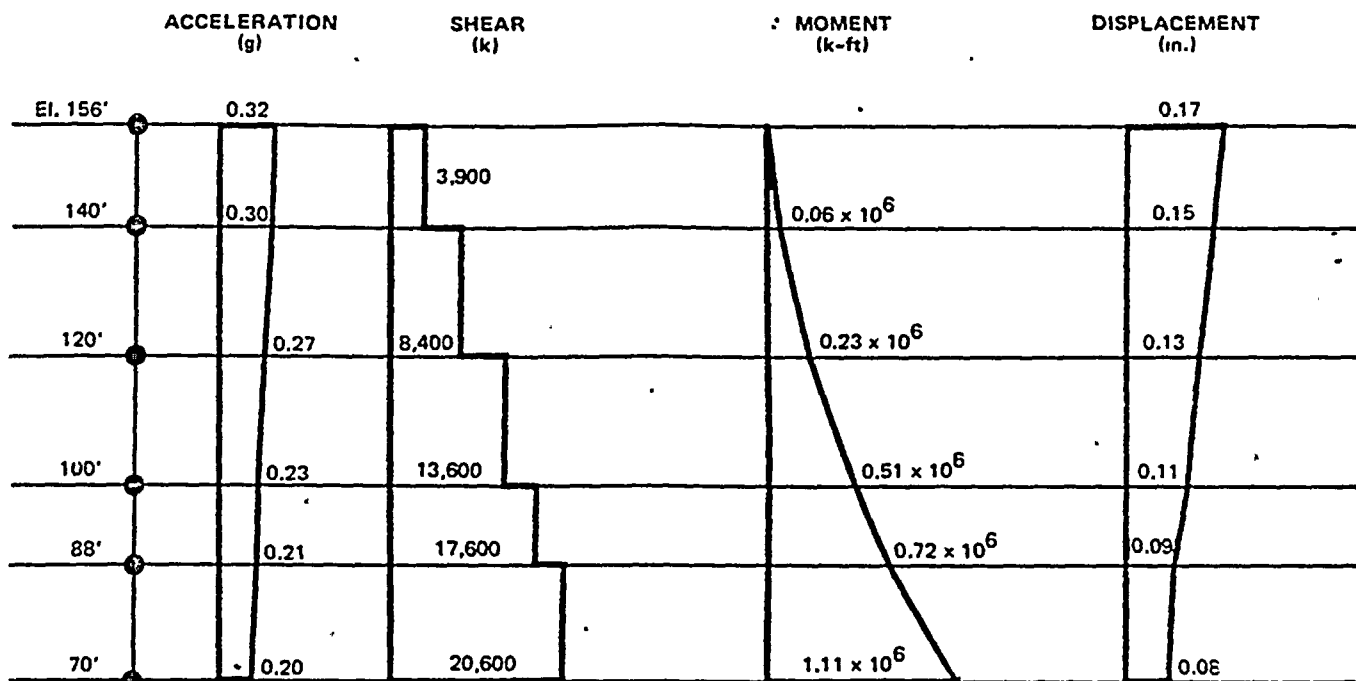 ACCELERATION SHEAR MOMENT DISPLACEMENT
(g) (k) (k-ft) (in.)
El. 156' 0.32 0.17
3,900
140' 0.30 0.06 x 10^6 0.15
120' 0.27 8,400 0.23 x 10^6 0.13
100' 0.23 13,600 0.51 x 10^6 0.11
88' 0.21 17,600 0.72 x 10^6 0.09
70' 0.20 20,600 1.11 x 10^6 0.08